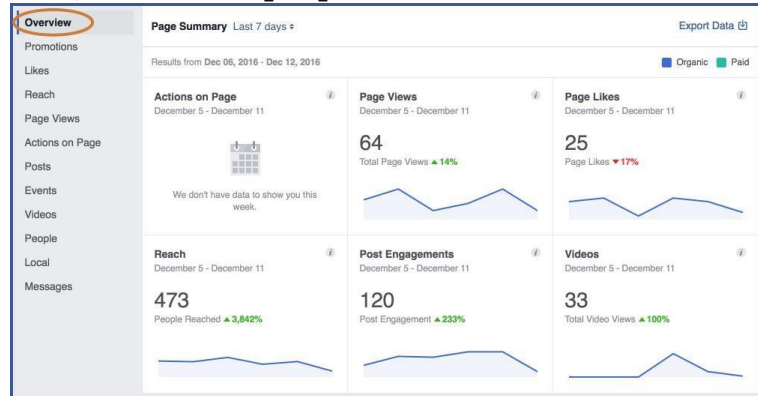 Overview
Promotions
Likes
Reach
Page Views
Actions on Page
Posts
Events
Videos
People
Local
Messages
Page Summary Last 7 days
Export Data
Results from Dec 06, 2016 - Dec 12, 2016
Organic Paid
Actions on Page i
December 5 - December 11
We don't have data to show you this
week.
Page Views i
December 5 - December 11
64
Total Page Views ▲ 14%
Page Likes i
December 5 - December 11
25
Page Likes ▼ 17%
Reach i
December 5 - December 11
473
People Reached ▲ 3,842%
Post Engagements i
December 5 - December 11
120
Post Engagement ▲ 233%
Videos i
December 5 - December 11
33
Total Video Views ▲ 100%